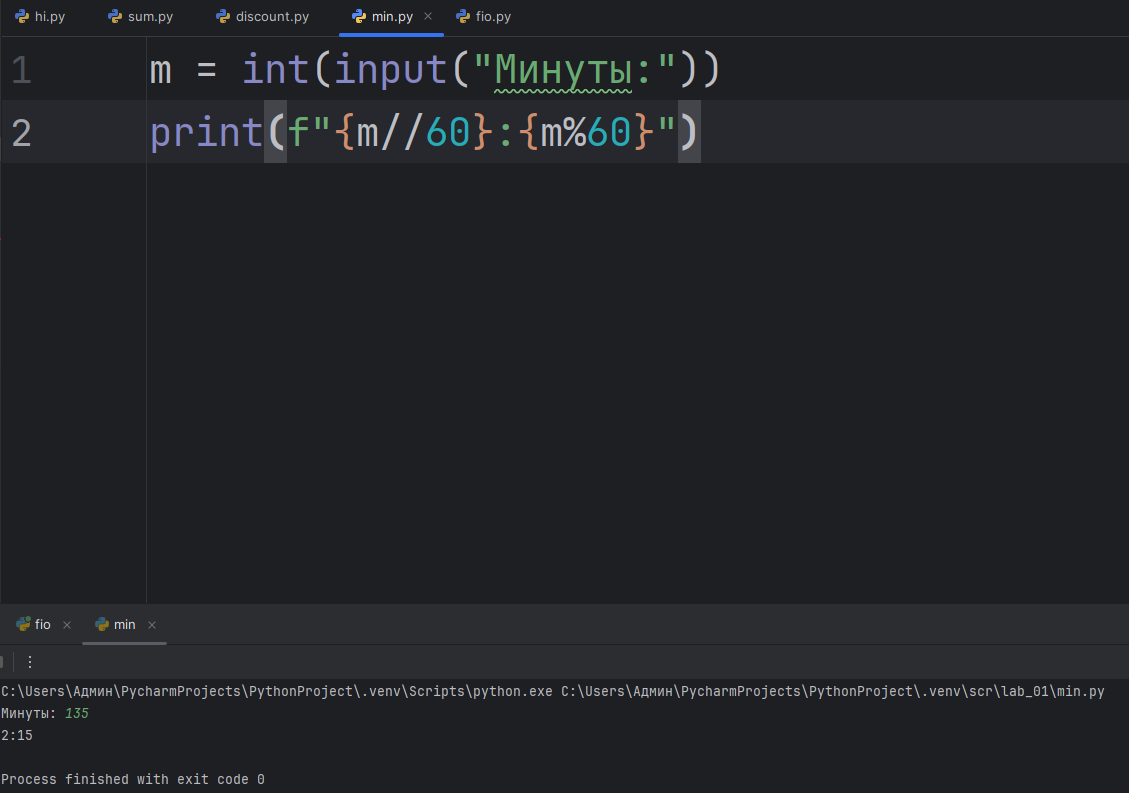 hi.py sum.py discount.py min.py fio.py
1 m = int(input("Минуты:"))
2 print(f"{m//60}:{m%60}")
fio min
C:\Users\Админ\PycharmProjects\PythonProject\.venv\Scripts\python.exe C:\Users\Админ\PycharmProjects\PythonProject\.venv\scr\lab_01\min.py
Минуты: 135
2:15
Process finished with exit code 0